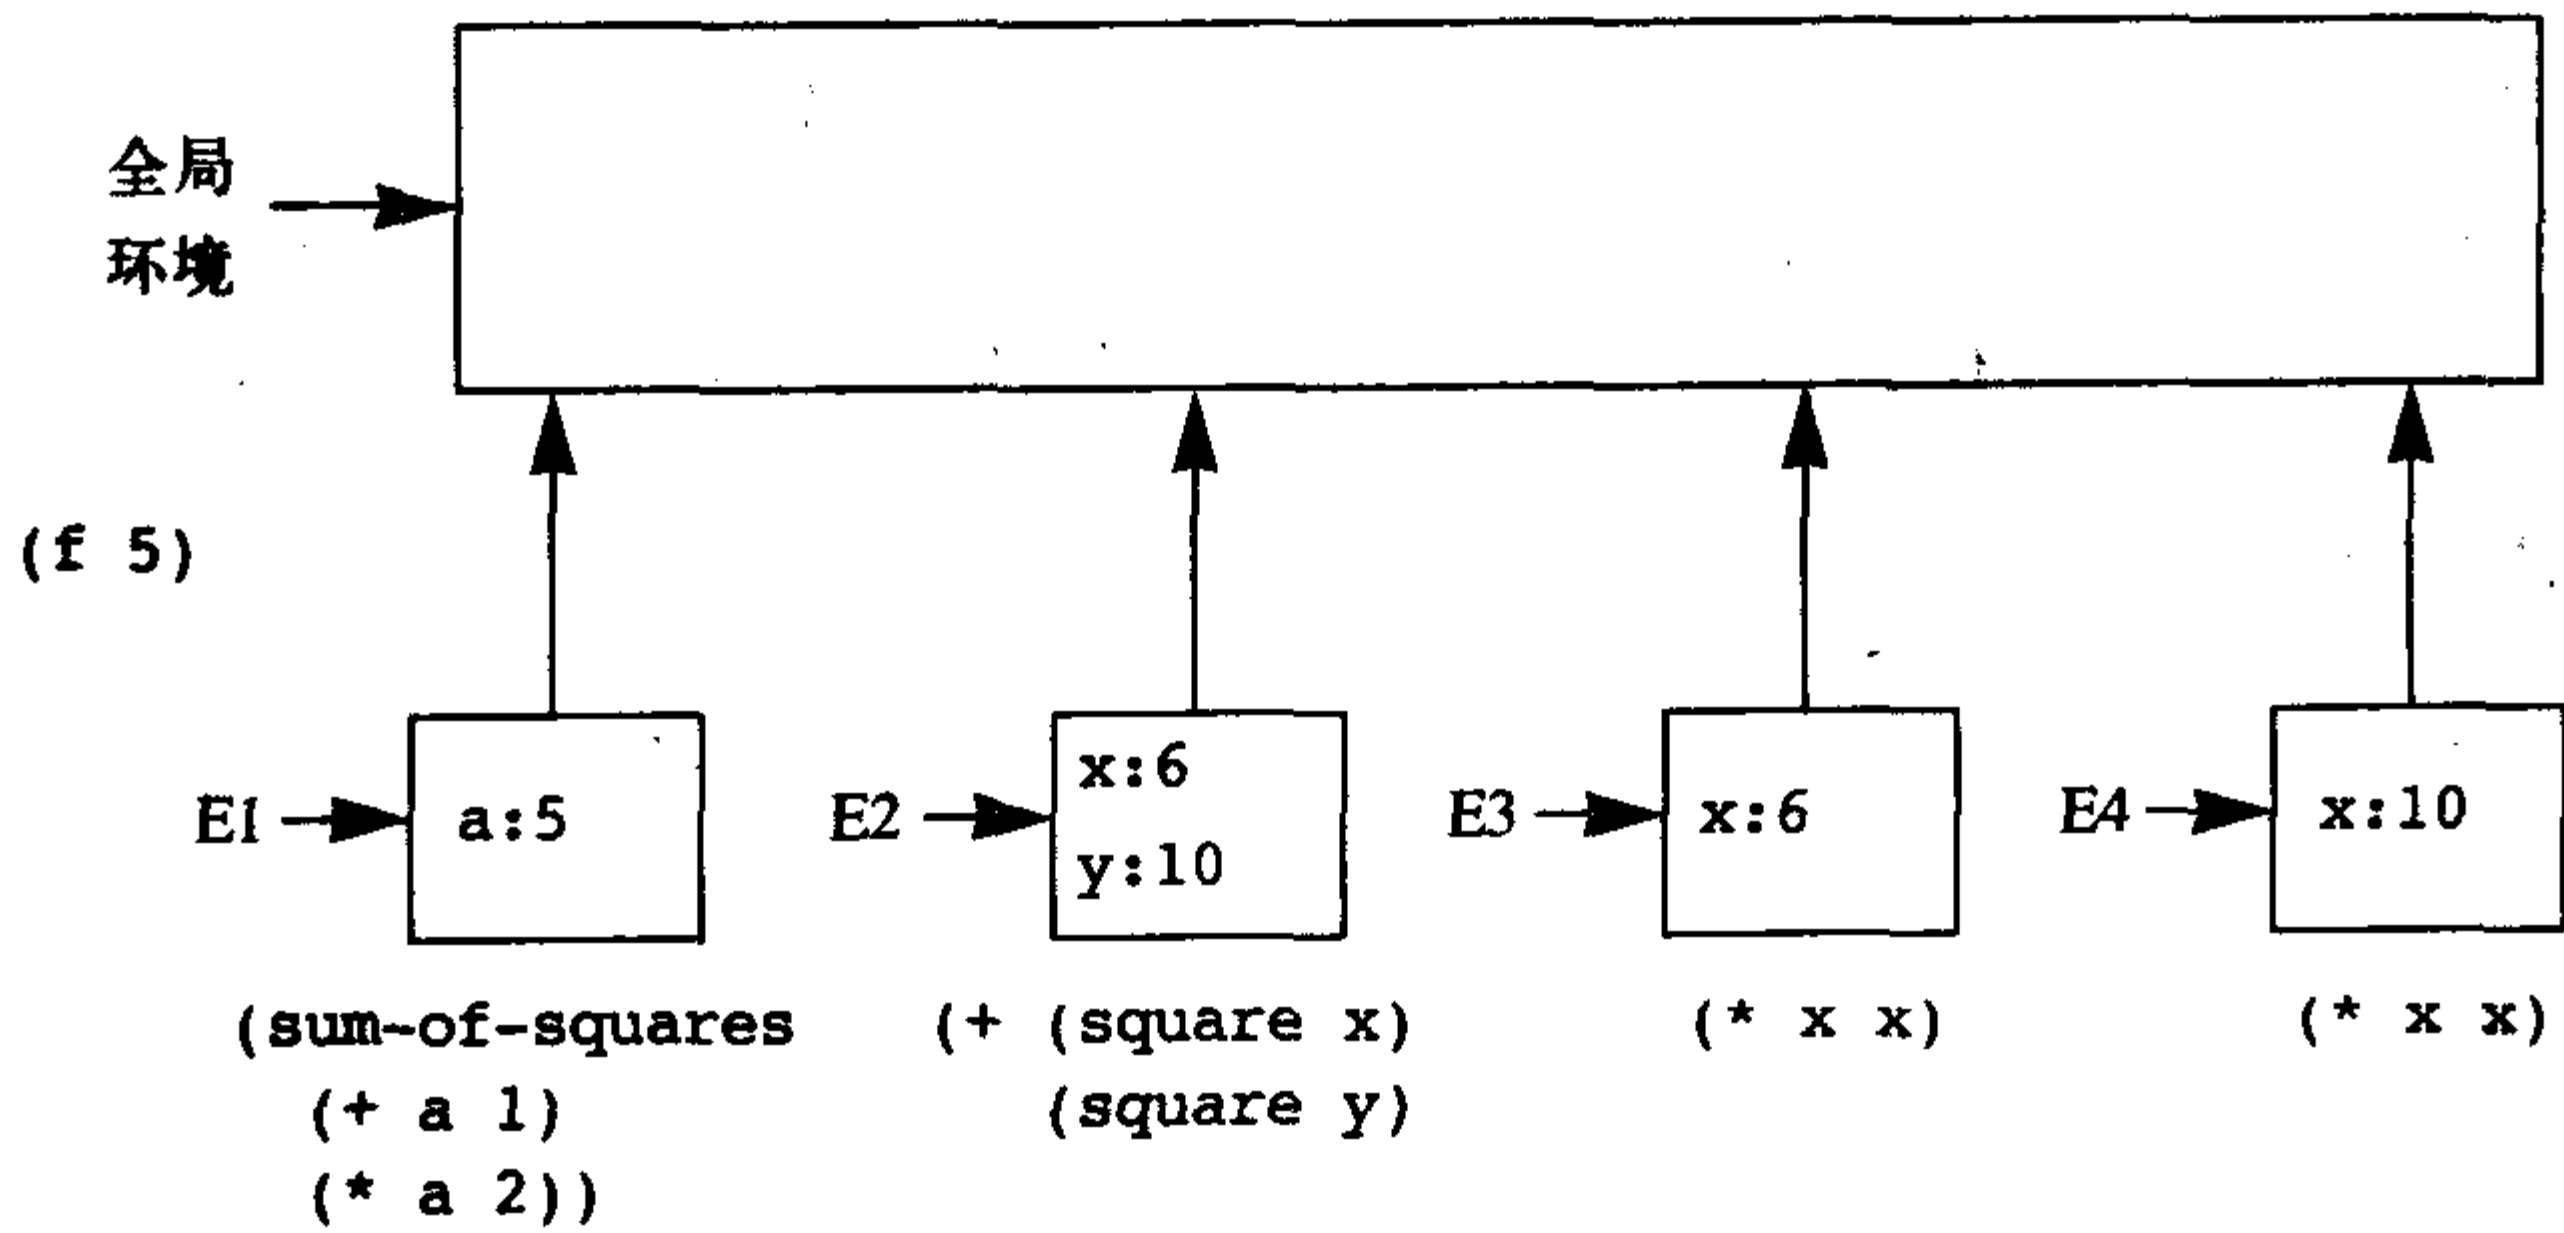 全局
环境
(f 5)
E1
a:5
E2
x:6
y:10
E3
x:6
E4
x:10
(sum-of-squares
(+ a 1)
(* a 2))
(+ (square x)
(square y)
(* x x)
(* x x)